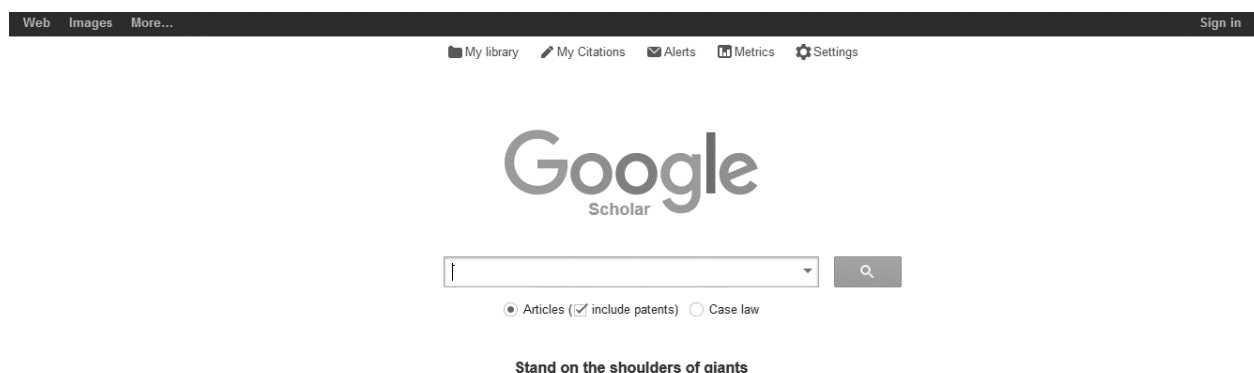 Web Images More... Sign in
My library My Citations Alerts Metrics Settings
Google
Scholar
Articles ( include patents) Case law
Stand on the shoulders of giants